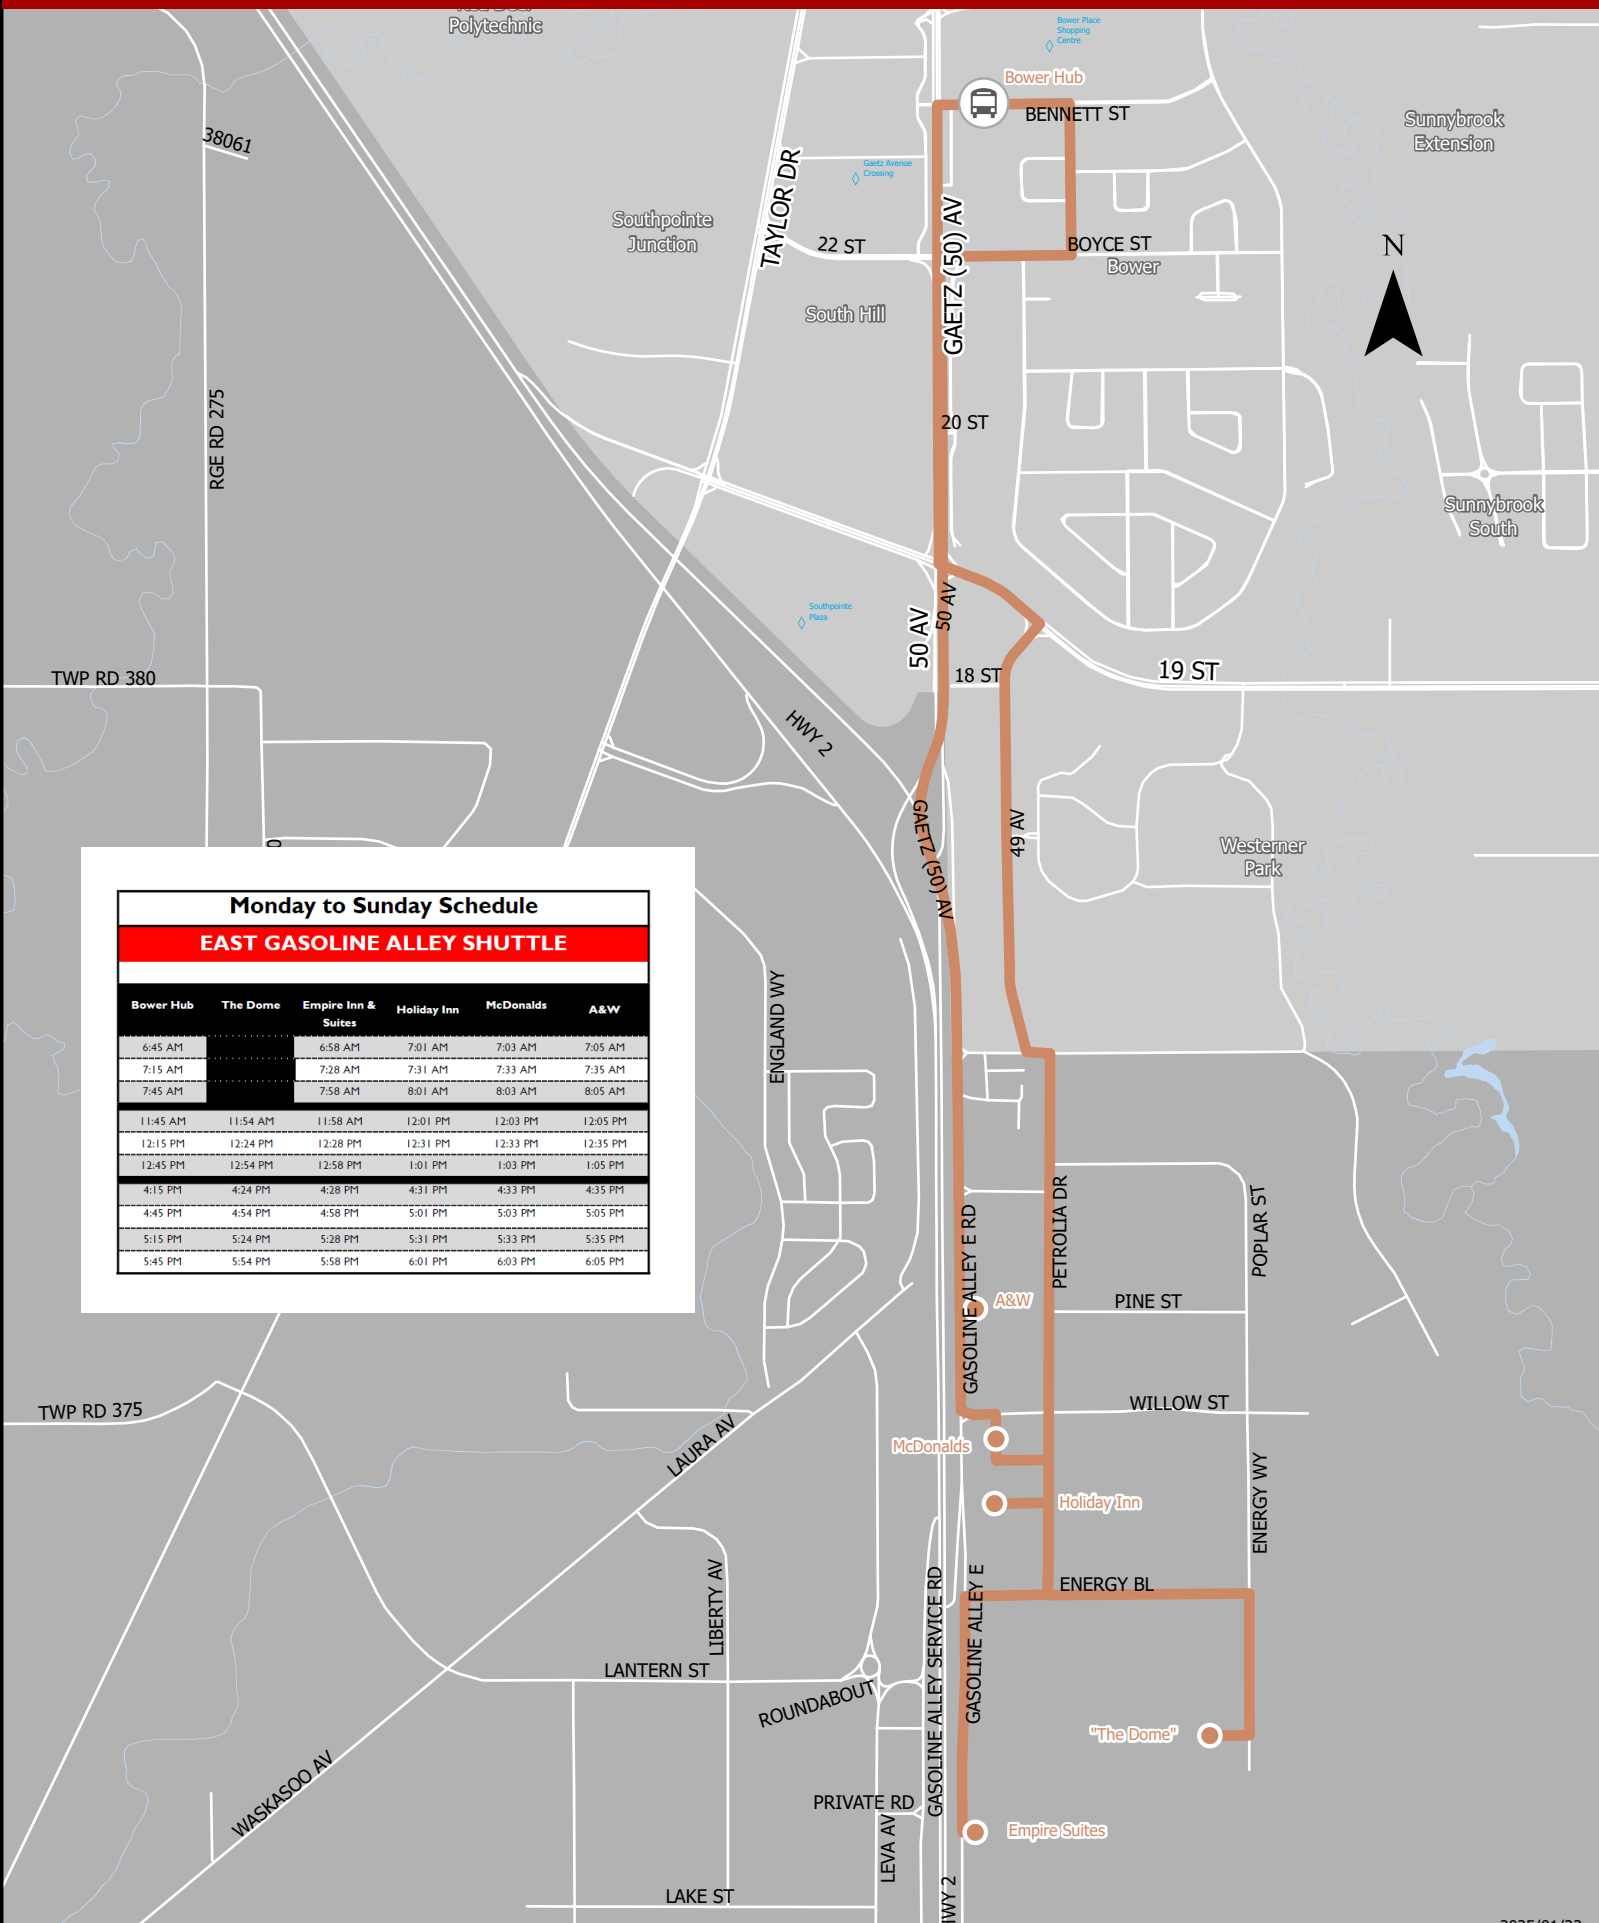 Polytechnic
Bower Place
Shopping
Centre
Bower Hub
BENNETT ST
Sunnybrook
Extension
38061
Gaetz Avenue
Crossing
TAYLOR DR
Southpointe
Junction
22 ST
GAETZ (50) AV
BOYCE ST
Bower
N
South Hill
RGE RD 275
20 ST
Sunnybrook
South
Southpointe
Plaza
50 AV
50 AV
18 ST
19 ST
TWP RD 380
HWY 2
GAETZ (50) AV
49 AV
Westerner
Park
0
Monday to Sunday Schedule
EAST GASOLINE ALLEY SHUTTLE
Bower Hub The Dome Empire Inn & Suites Holiday Inn McDonalds A&W
6:45 AM 6:58 AM 7:01 AM 7:03 AM 7:05 AM
7:15 AM 7:28 AM 7:31 AM 7:33 AM 7:35 AM
7:45 AM 7:58 AM 8:01 AM 8:03 AM 8:05 AM
11:45 AM 11:54 AM 11:58 AM 12:01 PM 12:03 PM 12:05 PM
12:15 PM 12:24 PM 12:28 PM 12:31 PM 12:33 PM 12:35 PM
12:45 PM 12:54 PM 12:58 PM 1:01 PM 1:03 PM 1:05 PM
4:15 PM 4:24 PM 4:28 PM 4:31 PM 4:33 PM 4:35 PM
4:45 PM 4:54 PM 4:58 PM 5:01 PM 5:03 PM 5:05 PM
5:15 PM 5:24 PM 5:28 PM 5:31 PM 5:33 PM 5:35 PM
5:45 PM 5:54 PM 5:58 PM 6:01 PM 6:03 PM 6:05 PM
ENGLAND WY
GASOLINE ALLEY E RD
PETROLIA DR
POPLAR ST
A&W
PINE ST
TWP RD 375
WILLOW ST
LAURA AV
McDonalds
Holiday Inn
ENERGY WY
LIBERTY AV
GASOLINE ALLEY SERVICE RD
GASOLINE ALLEY E
ENERGY BL
LANTERN ST
ROUNDABOUT
"The Dome"
WASKASOO AV
PRIVATE RD
LEVA AV
Empire Suites
LAKE ST
HWY 2